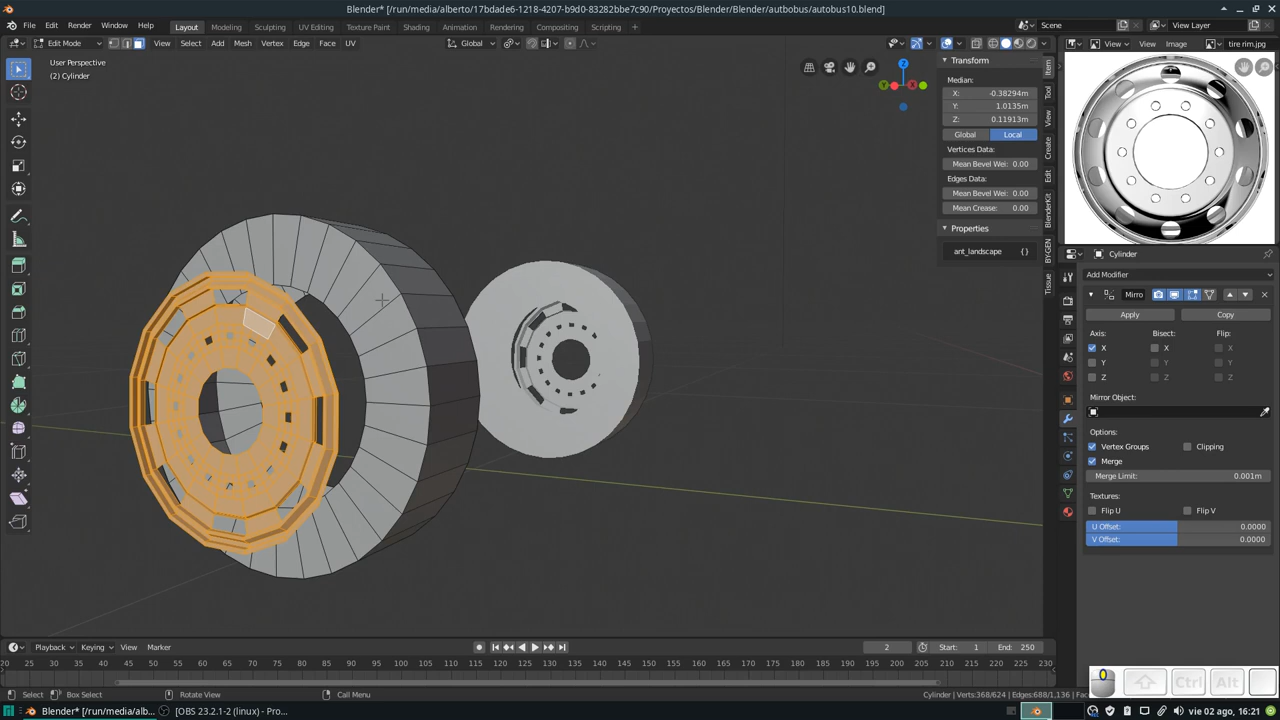 Blender* [/run/media/alberto/17bdade6-1218-4207-b9d0-83282bbe7c90/Proyectos/Blender/Blender/autbobus/autobus10.blend]
File Edit Render Window Help Layout Modeling Sculpting UV Editing Texture Paint Shading Animation Rendering Compositing Scripting Scene View Layer
Edit Mode View Select Add Mesh Vertex Edge Face UV Global View View Image tire rim.jpg
User Perspective
(2) Cylinder
Z
Y
X
Transform
Median:
X: -0.38294m
Y: 1.0135m
Z: 0.11913m
Global Local
Vertices Data:
Mean Bevel Wei: 0.00
Edges Data:
Mean Bevel Wei: 0.00
Mean Crease: 0.00
Properties
ant_landscape
Item
Tool
View
Create
Edit
BlenderKit
BY-GEN
Tissue
Cylinder
Add Modifier
Mirro
Apply Copy
Axis: Bisect: Flip:
X X X
Y Y Y
Z Z Z
Mirror Object:
Options:
Vertex Groups Clipping
Merge
Merge Limit: 0.001m
Textures:
Flip U Flip V
U Offset: 0.0000
V Offset: 0.0000
Playback Keying View Marker 2 Start: 1 End: 250
20 25 30 35 40 45 50 55 60 65 70 75 80 85 90 95 100 105 110 115 120 125 130 135 140 145 150 155 160 165 170 175 180 185 190 195 200 205 210 215 220 225 230
Select Box Select Rotate View Call Menu Cylinder | Verts:368/624 | Edges:688/1,136 | Fac
Ctrl Alt
Blender* [/run/media/alb... [OBS 23.2.1-2 (linux) - Pro... vie 02 ago, 16:21